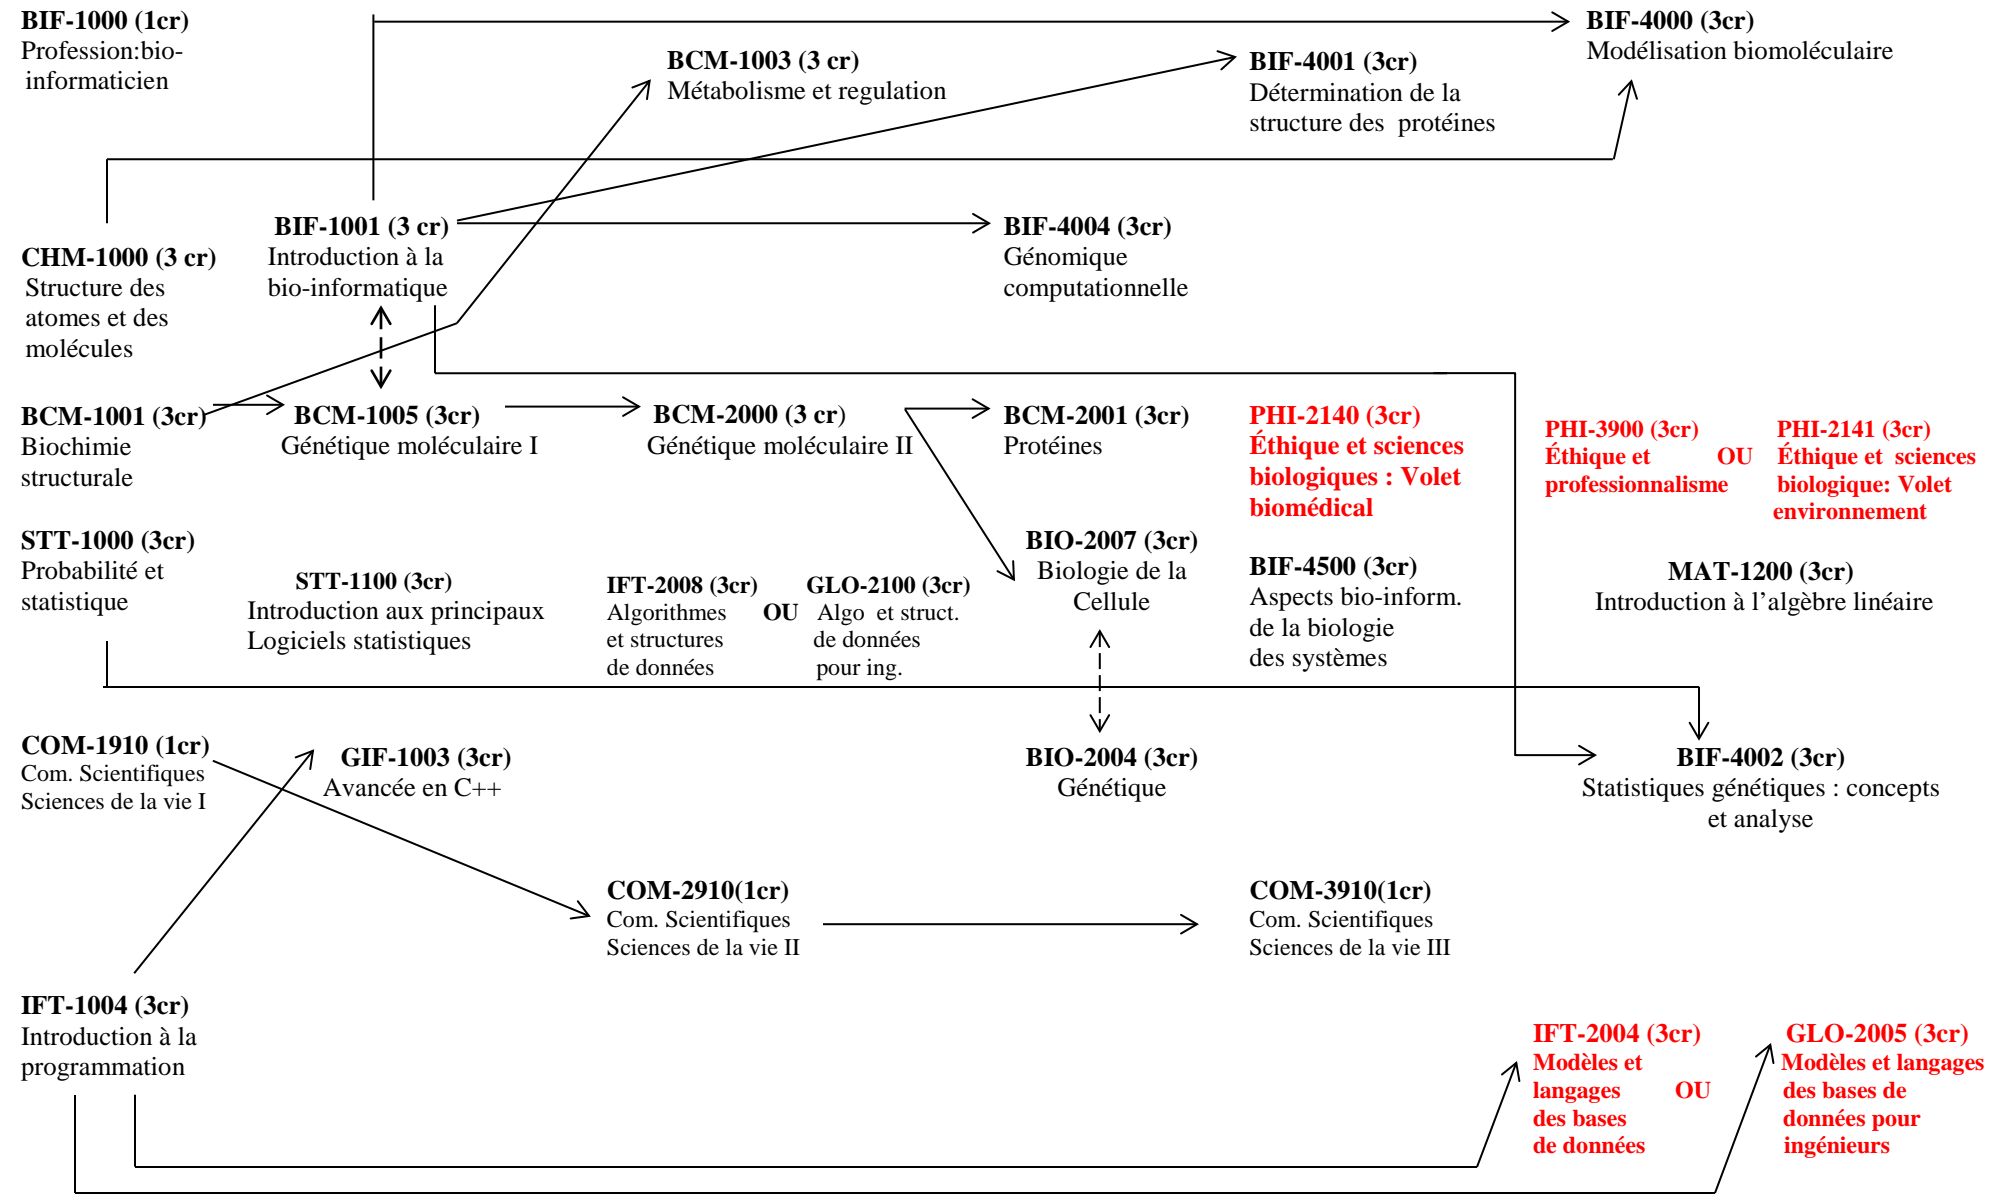 BIF-1000 (1cr)
Profession:bio-
informaticien
BCM-1003 (3 cr)
Métabolisme et regulation
BIF-4001 (3cr)
Détermination de la
structure des protéines
BIF-4000 (3cr)
Modélisation biomoléculaire
CHM-1000 (3 cr)
Structure des
atomes et des
molécules
BIF-1001 (3 cr)
Introduction à la
bio-informatique
BIF-4004 (3cr)
Génomique
computationnelle
BCM-1001 (3cr)
Biochimie
structurale
BCM-1005 (3cr)
Génétique moléculaire I
BCM-2000 (3 cr)
Génétique moléculaire II
BCM-2001 (3cr)
Protéines
PHI-2140 (3cr)
Éthique et sciences
biologiques : Volet
biomédical
PHI-3900 (3cr)
Éthique et
professionnalisme
OU
PHI-2141 (3cr)
Éthique et sciences
biologique: Volet
environnement
STT-1000 (3cr)
Probabilité et
statistique
STT-1100 (3cr)
Introduction aux principaux
Logiciels statistiques
IFT-2008 (3cr)
Algorithmes
et structures
de données
OU
GLO-2100 (3cr)
Algo et struct.
de données
pour ing.
BIO-2007 (3cr)
Biologie de la
Cellule
BIF-4500 (3cr)
Aspects bio-inform.
de la biologie
des systèmes
MAT-1200 (3cr)
Introduction à l’algèbre linéaire
COM-1910 (1cr)
Com. Scientifiques
Sciences de la vie I
GIF-1003 (3cr)
Avancée en C++
BIO-2004 (3cr)
Génétique
BIF-4002 (3cr)
Statistiques génétiques : concepts
et analyse
COM-2910(1cr)
Com. Scientifiques
Sciences de la vie II
COM-3910(1cr)
Com. Scientifiques
Sciences de la vie III
IFT-1004 (3cr)
Introduction à la
programmation
IFT-2004 (3cr)
Modèles et
langages
des bases
de données
OU
GLO-2005 (3cr)
Modèles et langages
des bases de
données pour
ingénieurs